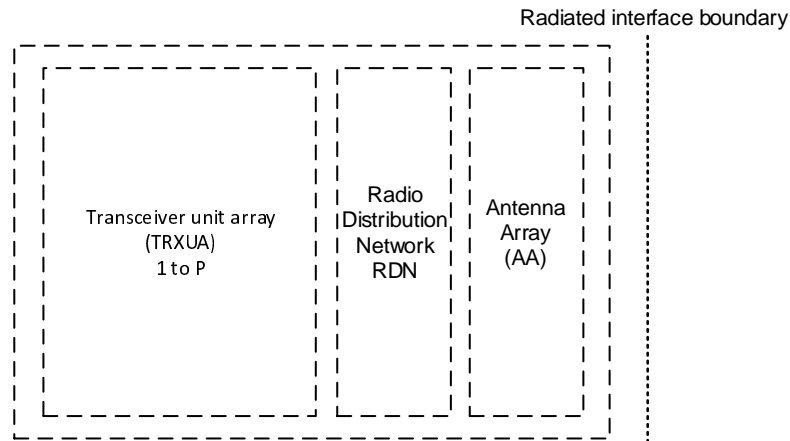 Radiated interface boundary
Transceiver unit array
(TRXUA)
1 to P
Radio
Distribution
Network
RDN
Antenna
Array
(AA)